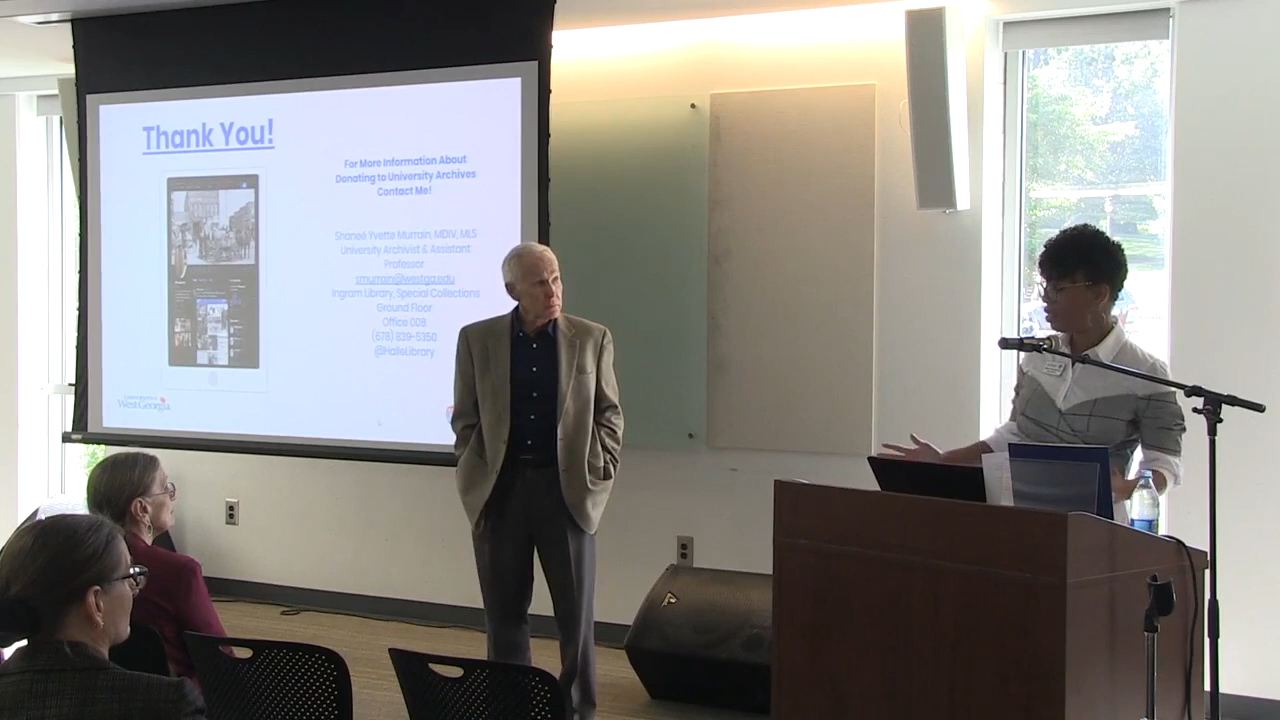 Thank You!
For More Information About
Donating to University Archives
Contact Me!
Shaneé Yvette Murrain, MDIV, MLS
University Archivist & Assistant
Professor
smurrain@westga.edu
Ingram Library, Special Collections
Ground Floor
Office 008
(678) 839-5350
@HalleLibrary
West Georgia